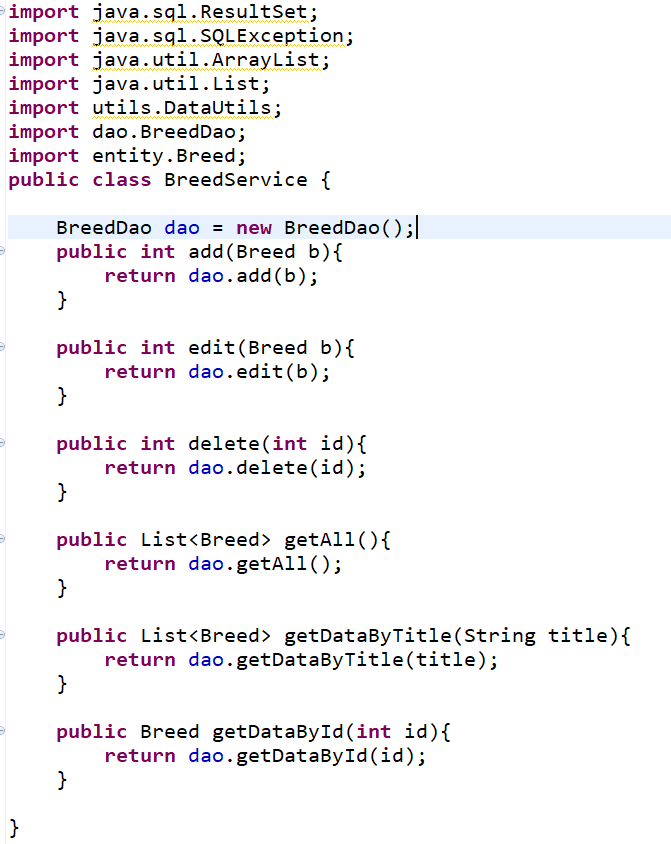 import java.sql.ResultSet;
import java.sql.SQLException;
import java.util.ArrayList;
import java.util.List;
import utils.DataUtils;
import dao.BreedDao;
import entity.Breed;
public class BreedService {

    BreedDao dao = new BreedDao();
    public int add(Breed b){
        return dao.add(b);
    }

    public int edit(Breed b){
        return dao.edit(b);
    }

    public int delete(int id){
        return dao.delete(id);
    }

    public List<Breed> getAll(){
        return dao.getAll();
    }

    public List<Breed> getDataByTitle(String title){
        return dao.getDataByTitle(title);
    }

    public Breed getDataById(int id){
        return dao.getDataById(id);
    }

}